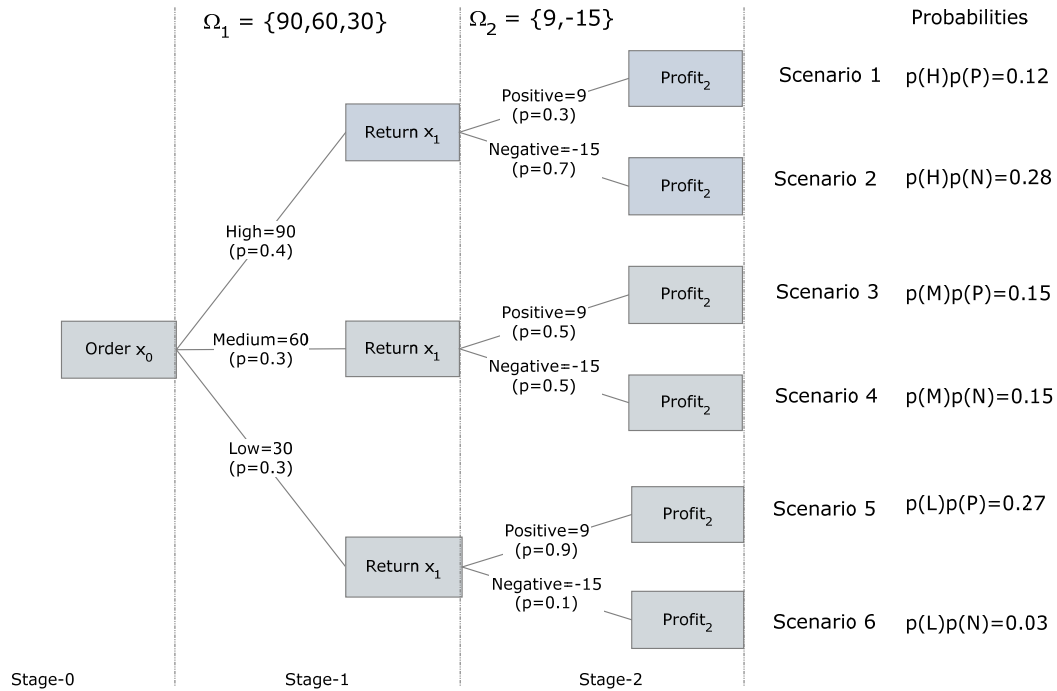 Ω1 = {90,60,30}
Ω2 = {9,-15}
Probabilities
Positive=9
(p=0.3)
Profit2
Scenario 1
p(H)p(P)=0.12
Return x1
Negative=-15
(p=0.7)
Profit2
Scenario 2
p(H)p(N)=0.28
High=90
(p=0.4)
Positive=9
(p=0.5)
Profit2
Scenario 3
p(M)p(P)=0.15
Order x0
Medium=60
(p=0.3)
Return x1
Negative=-15
(p=0.5)
Profit2
Scenario 4
p(M)p(N)=0.15
Low=30
(p=0.3)
Positive=9
(p=0.9)
Profit2
Scenario 5
p(L)p(P)=0.27
Return x1
Negative=-15
(p=0.1)
Profit2
Scenario 6
p(L)p(N)=0.03
Stage-0
Stage-1
Stage-2